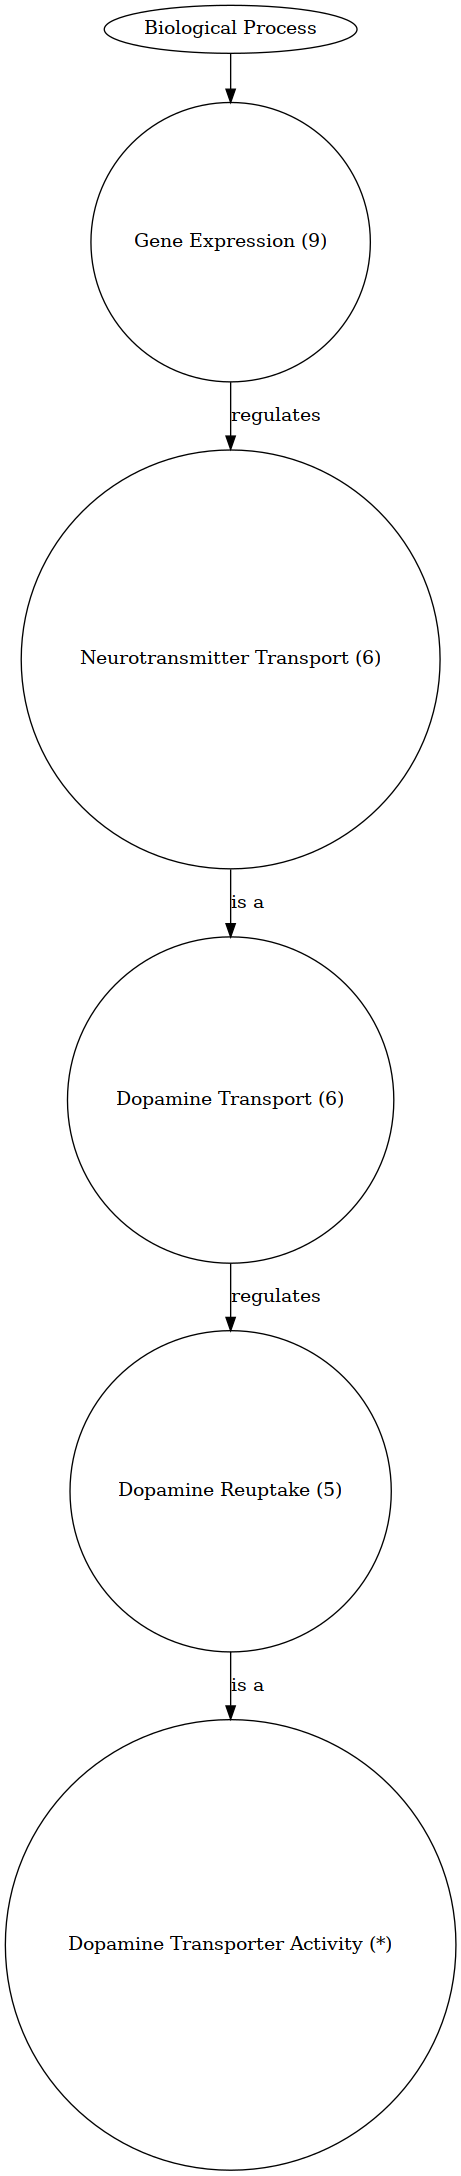 Biological Process
Gene Expression (9)
regulates
Neurotransmitter Transport (6)
is a
Dopamine Transport (6)
regulates
Dopamine Reuptake (5)
is a
Dopamine Transporter Activity (*)